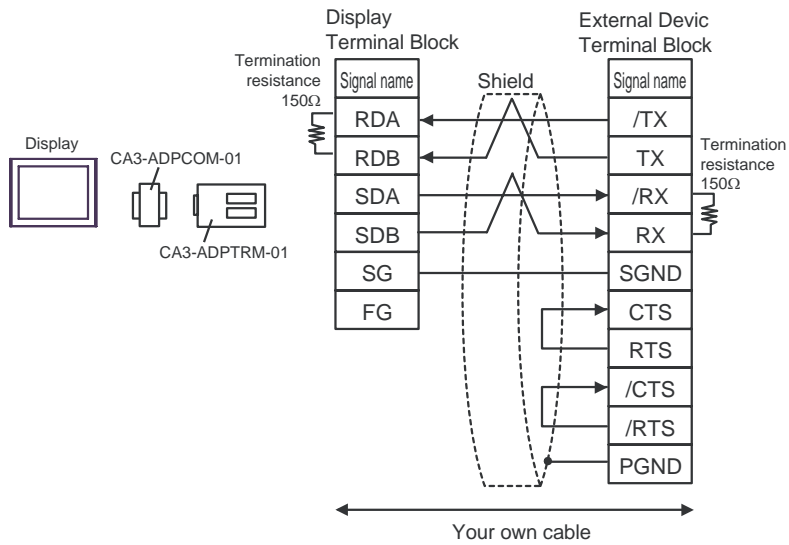 Display
Terminal Block
External Devic
Terminal Block
Termination
resistance
150Ω
Signal name
Shield
Signal name
RDA
/TX
RDB
TX
Termination
resistance
150Ω
Display
CA3-ADPCOM-01
SDA
/RX
SDB
RX
CA3-ADPTRM-01
SG
SGND
FG
CTS
RTS
/CTS
/RTS
PGND
Your own cable